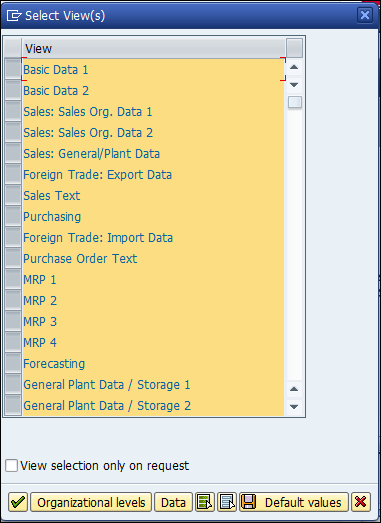 Select View(s)
View
Basic Data 1
Basic Data 2
Sales: Sales Org. Data 1
Sales: Sales Org. Data 2
Sales: General/Plant Data
Foreign Trade: Export Data
Sales Text
Purchasing
Foreign Trade: Import Data
Purchase Order Text
MRP 1
MRP 2
MRP 3
MRP 4
Forecasting
General Plant Data / Storage 1
General Plant Data / Storage 2
View selection only on request
Organizational levels Data Default values